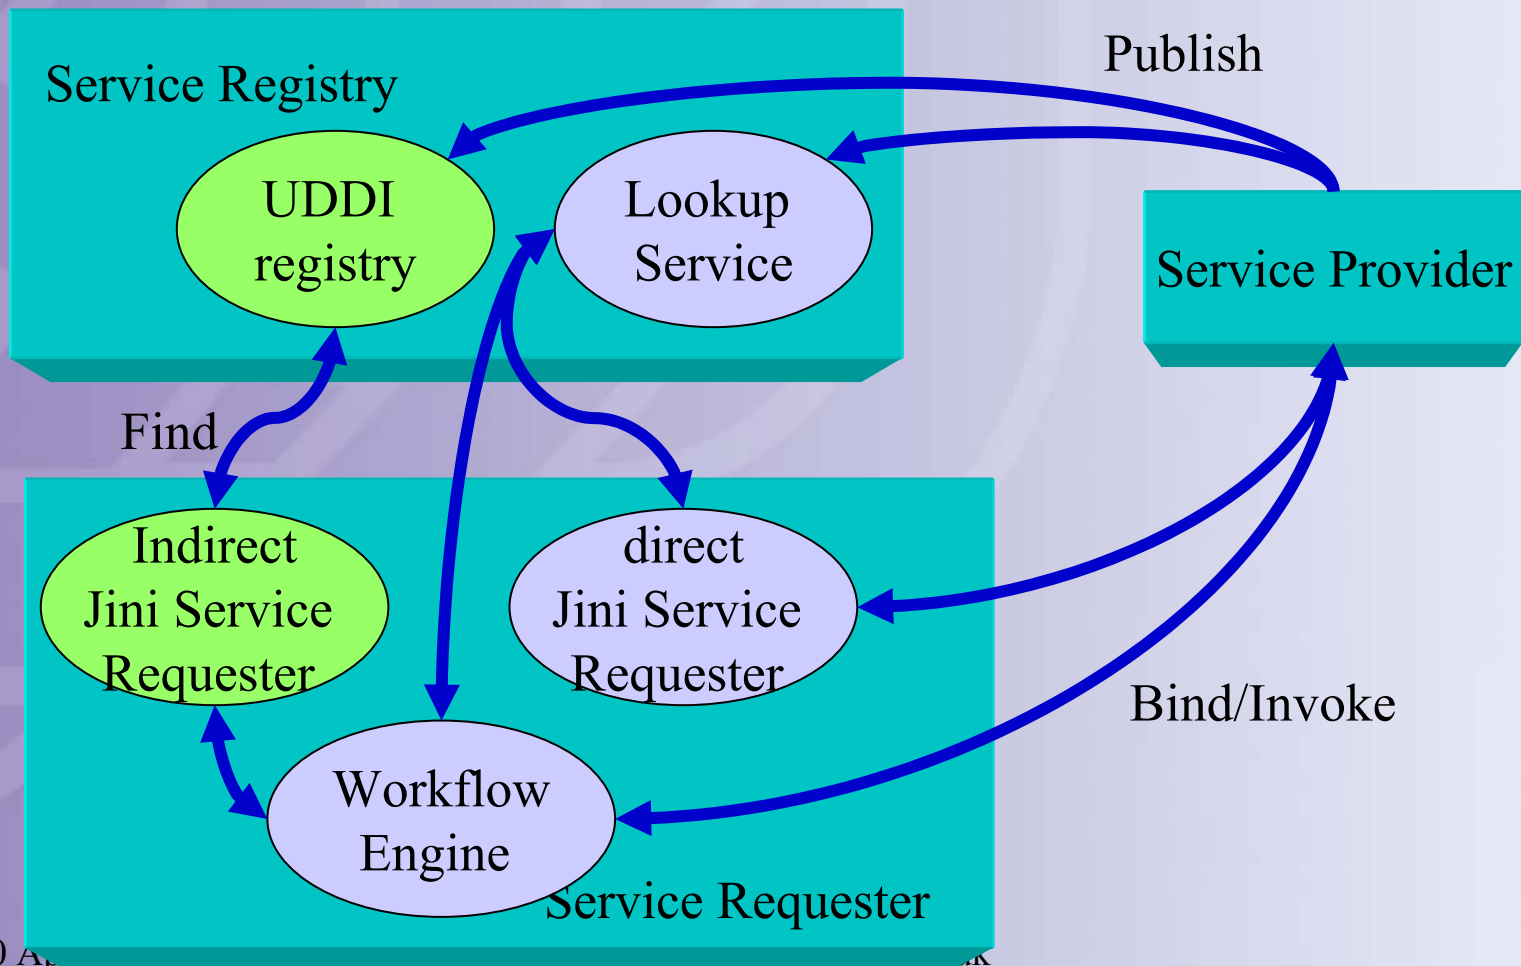 Publish
Service Registry
UDDI
registry
Lookup
Service
Service Provider
Find
Indirect
Jini Service
Requester
direct
Jini Service
Requester
Bind/Invoke
Workflow
Engine
Service Requester